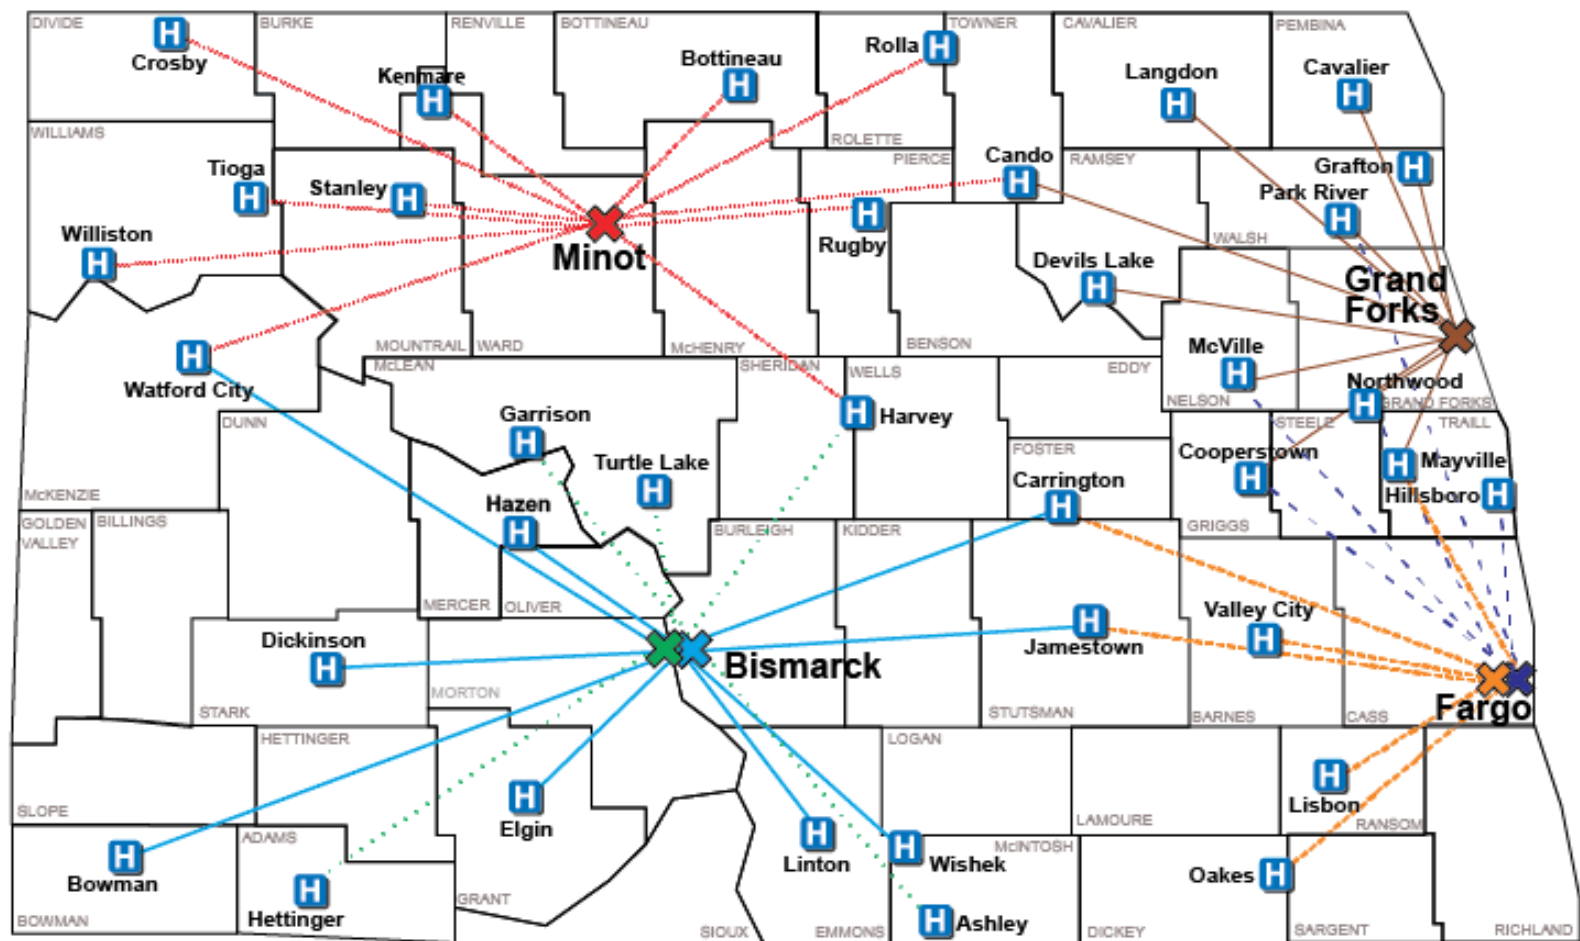 DIVIDE
BURKE
RENVILLE
BOTTINEAU
TOWNER
CAVALIER
PEMBINA
H
Crosby
Kenmare
H
Bottineau
H
Rolla H
Langdon
H
Cavalier
H
WILLIAMS
ROLETTE
PIERCE
RAMSEY
Tioga
H
Stanley H
Cando
H
Grafton H
Park River
H
Williston
H
Minot
H
Rugby
WALSH
Devils Lake
H
Grand
Forks
H
Watford City
MOUNTRAIL
WARD
McHENRY
BENSON
McLEAN
SHERIDAN
WELLS
EDDY
McVille
H
NELSON
Northwood
H
GRAND FORKS
DUNN
Garrison
H
H Harvey
STEELE
TRAILL
Turtle Lake
H
FOSTER
Carrington
H
Cooperstown
H
H Mayville
Hillsboro H
McKENZIE
GOLDEN
VALLEY
BILLINGS
Hazen
H
BURLEIGH
KIDDER
GRIGGS
MERCER
OLIVER
Dickinson
H
Bismarck
H
Jamestown
Valley City
H
MORTON
STARK
STUTSMAN
BARNES
CASS
Fargo
HETTINGER
LOGAN
SLOPE
H
Elgin
H
Lisbon
LAMOURE
RANSOM
ADAMS
H
Bowman
H
Linton
H Wishek
McINTOSH
Oakes H
H
Hettinger
BOWMAN
GRANT
SIOUX
EMMONS
H Ashley
DICKEY
SARGENT
RICHLAND